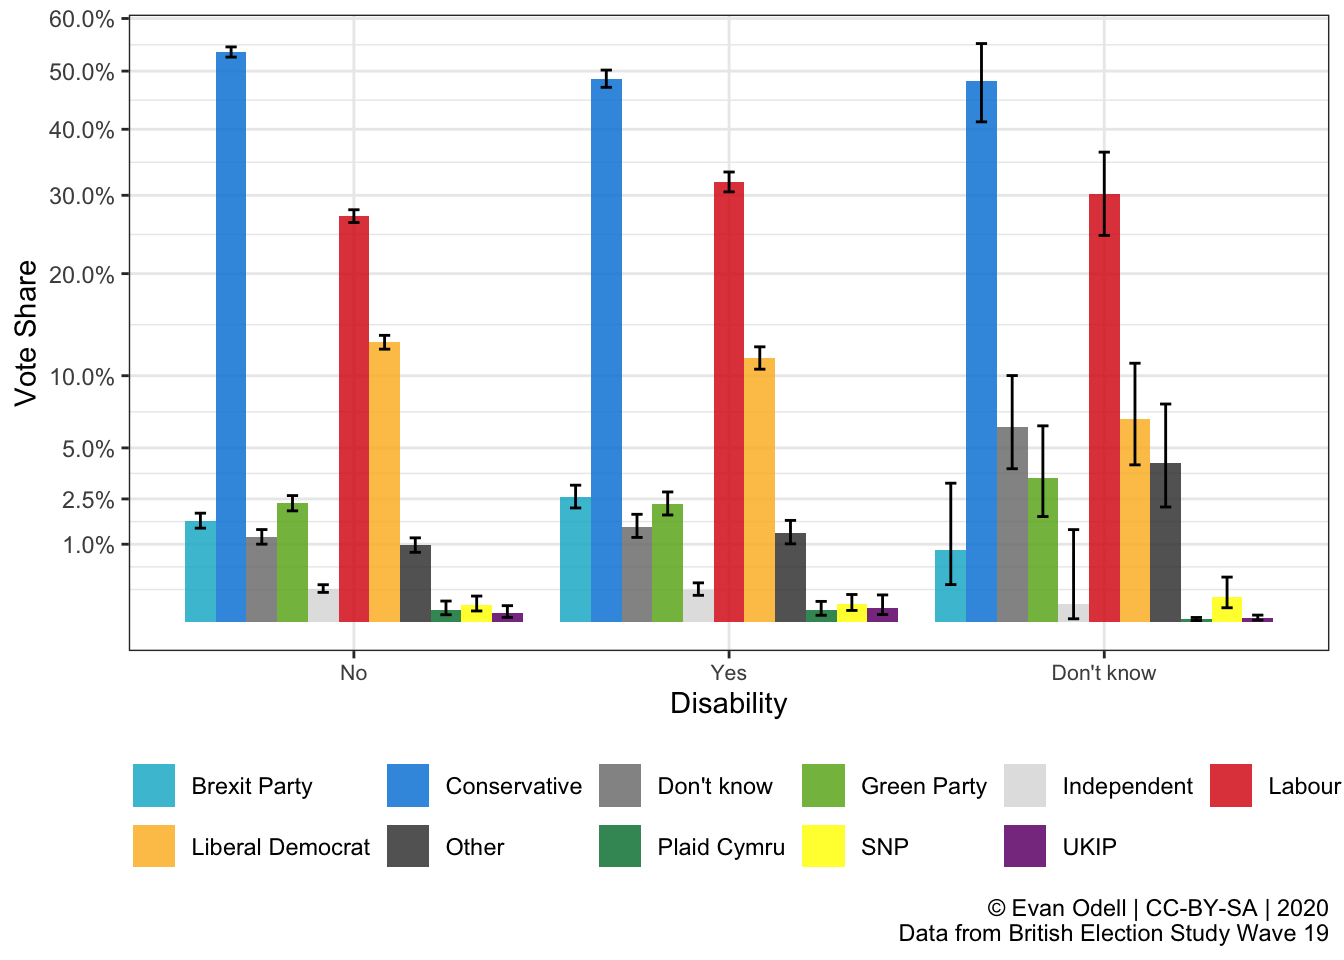 60.0%
50.0%
40.0%
30.0%
20.0%
10.0%
5.0%
2.5%
1.0%
Vote Share
No Yes Don't know
Disability
Brexit Party Conservative Don't know Green Party Independent Labour
Liberal Democrat Other Plaid Cymru SNP UKIP
© Evan Odell | CC-BY-SA | 2020
Data from British Election Study Wave 19